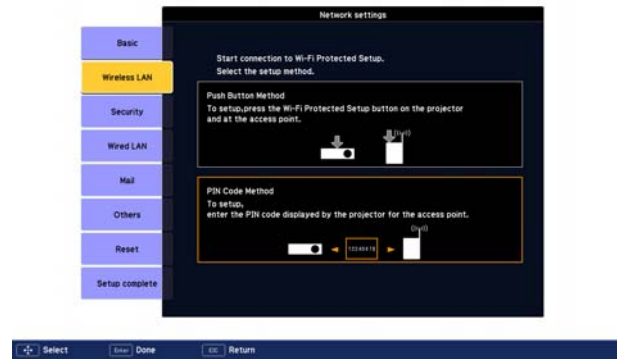 Network settings
Basic
Wireless LAN
Security
Wired LAN
Mail
Others
Reset
Setup complete
Start connection to Wi-Fi Protected Setup.
Select the setup method.
Push Button Method
To setup,press the Wi-Fi Protected Setup button on the projector
and at the access point.
PIN Code Method
To setup,
enter the PIN code displayed by the projector for the access point.
12345678
Select
Enter Done
ESC Return